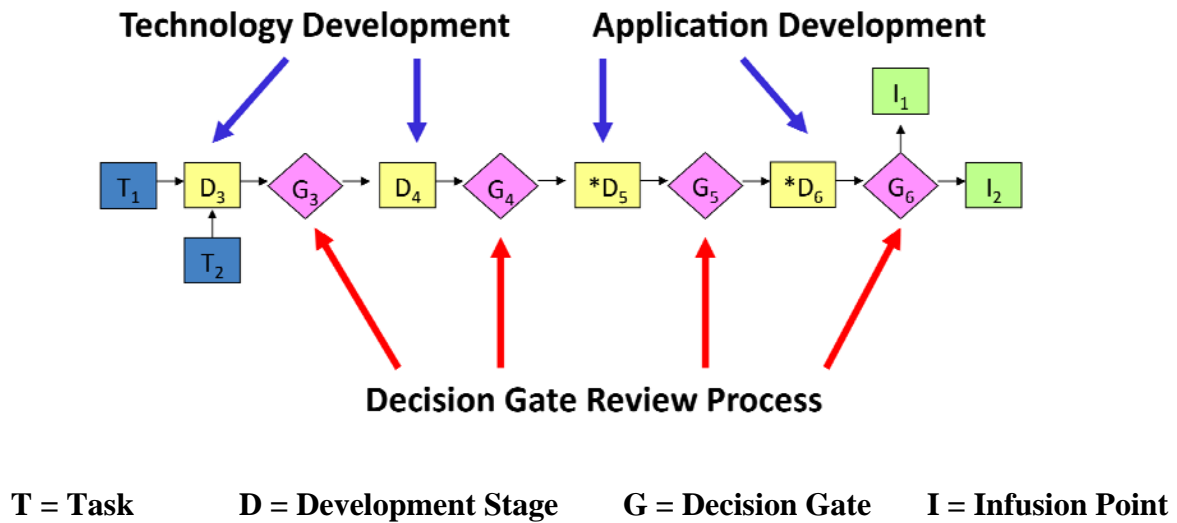 Technology Development Application Development
I₁
T₁ D₃ G₃ D₄ G₄ *D₅ G₅ *D₆ G₆ I₂
T₂
Decision Gate Review Process
T = Task D = Development Stage G = Decision Gate I = Infusion Point